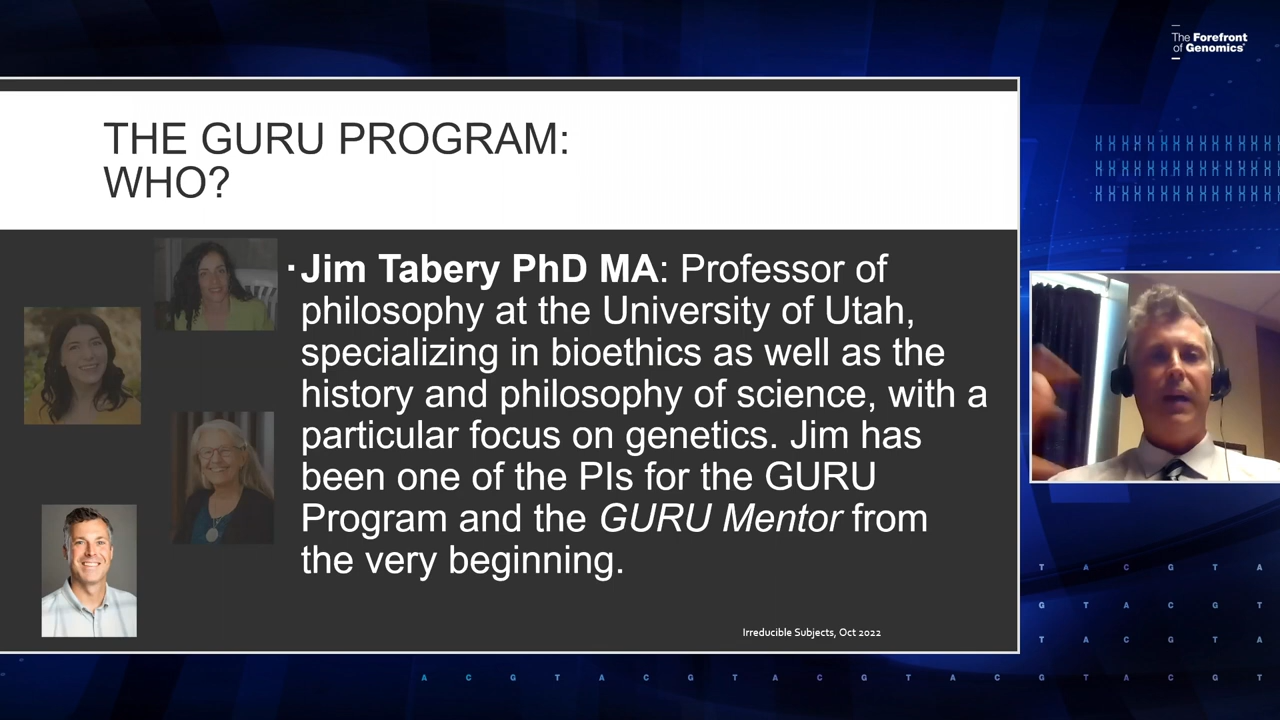 The Forefront
of Genomics®
THE GURU PROGRAM:
WHO?
▪ Jim Tabery PhD MA: Professor of
philosophy at the University of Utah,
specializing in bioethics as well as the
history and philosophy of science, with a
particular focus on genetics. Jim has
been one of the PIs for the GURU
Program and the GURU Mentor from
the very beginning.
Irreducible Subjects, Oct 2022
T A C G T A
G T A C G T
T A C G T A
A C G T A C G T A C G T A C G T A C G T